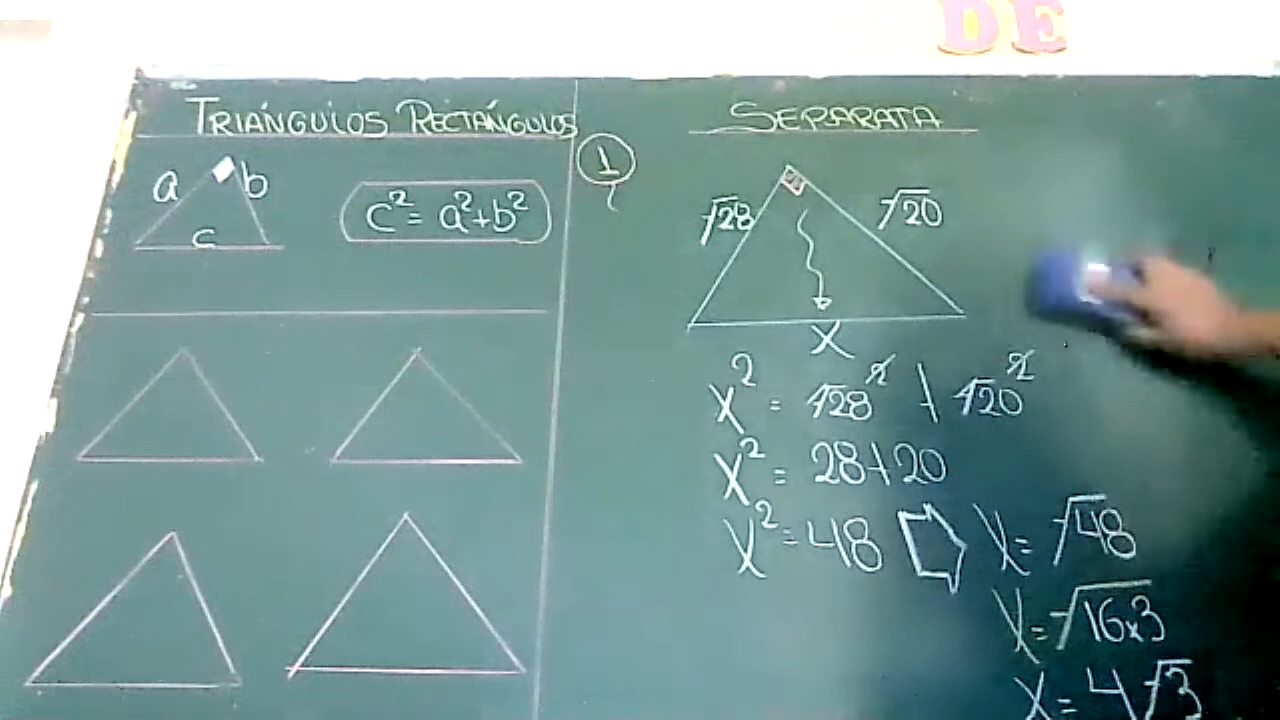 DE
TRIÁNGULOS RECTÁNGULOS
a b
c
c² = a² + b²
1
SEPARATA
√28 √20
x
x² = √28² + √20²
x² = 28 + 20
x² = 48 x = √48
x = √16x3
x = 4√3